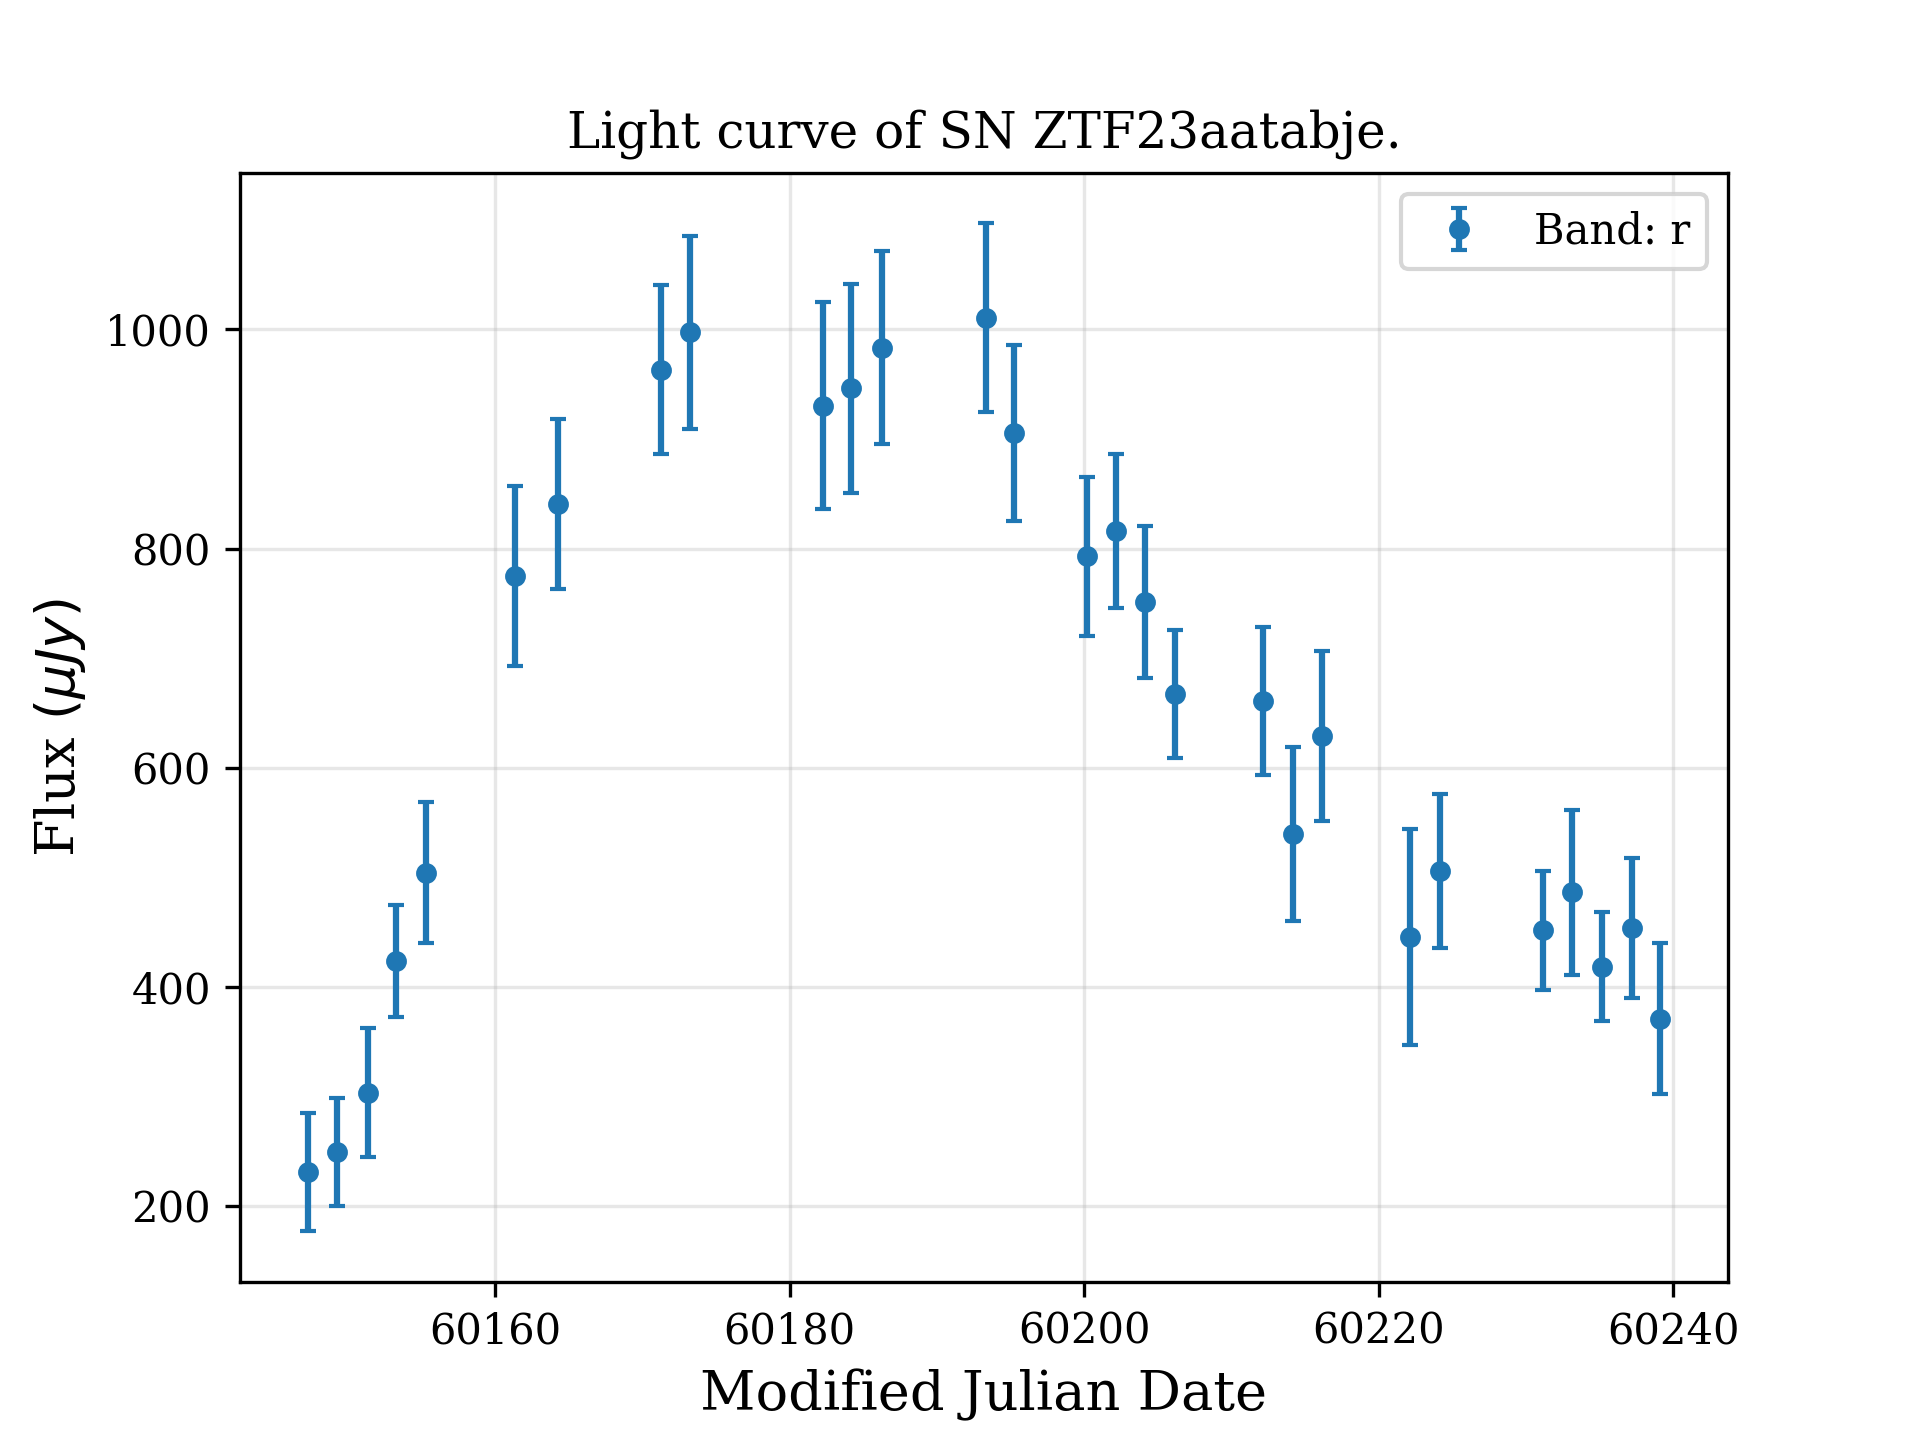 Light curve of SN ZTF23aatabje.
Band: r
1000
800
600
400
200
Flux (μJy)
60160 60180 60200 60220 60240
Modified Julian Date